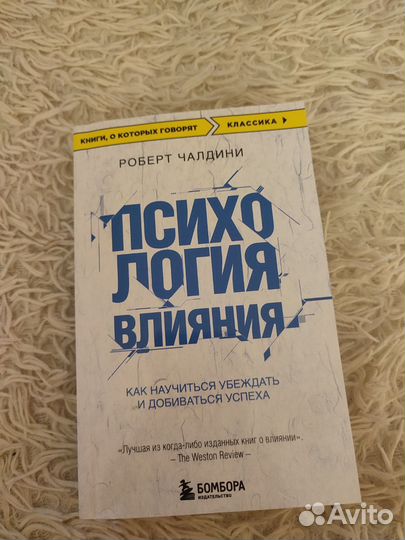 КНИГИ, О КОТОРЫХ ГОВОРЯТ КЛАССИКА
РОБЕРТ ЧАЛДИНИ
ПСИХО
ЛОГИЯ
ВЛИЯНИЯ
КАК НАУЧИТЬСЯ УБЕЖДАТЬ
И ДОБИВАТЬСЯ УСПЕХА
«Лучшая из когда-либо изданных книг о влиянии».
– The Weston Review –
БОМБОРА
ИЗДАТЕЛЬСТВО
Avito